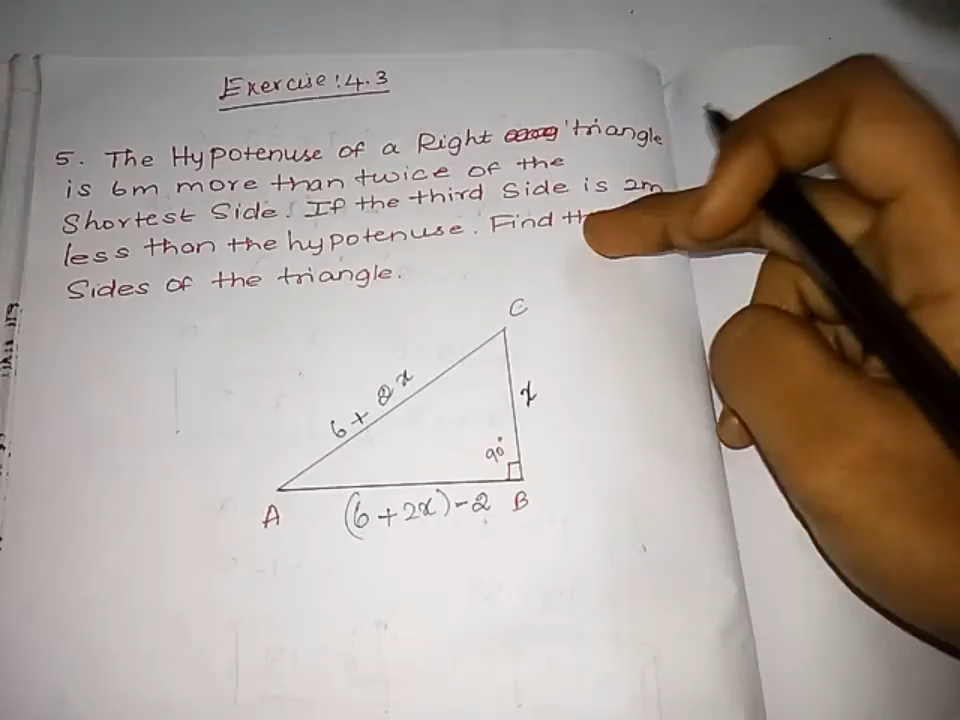 Exercise: 4.3
5. The Hypotenuse of a Right triangle
is 6m more than twice of the
Shortest Side. If the third Side is 2m
less than the hypotenuse. Find
Sides of the triangle.
C
6 + 2x
x
90°
A
(6 + 2x) - 2
B